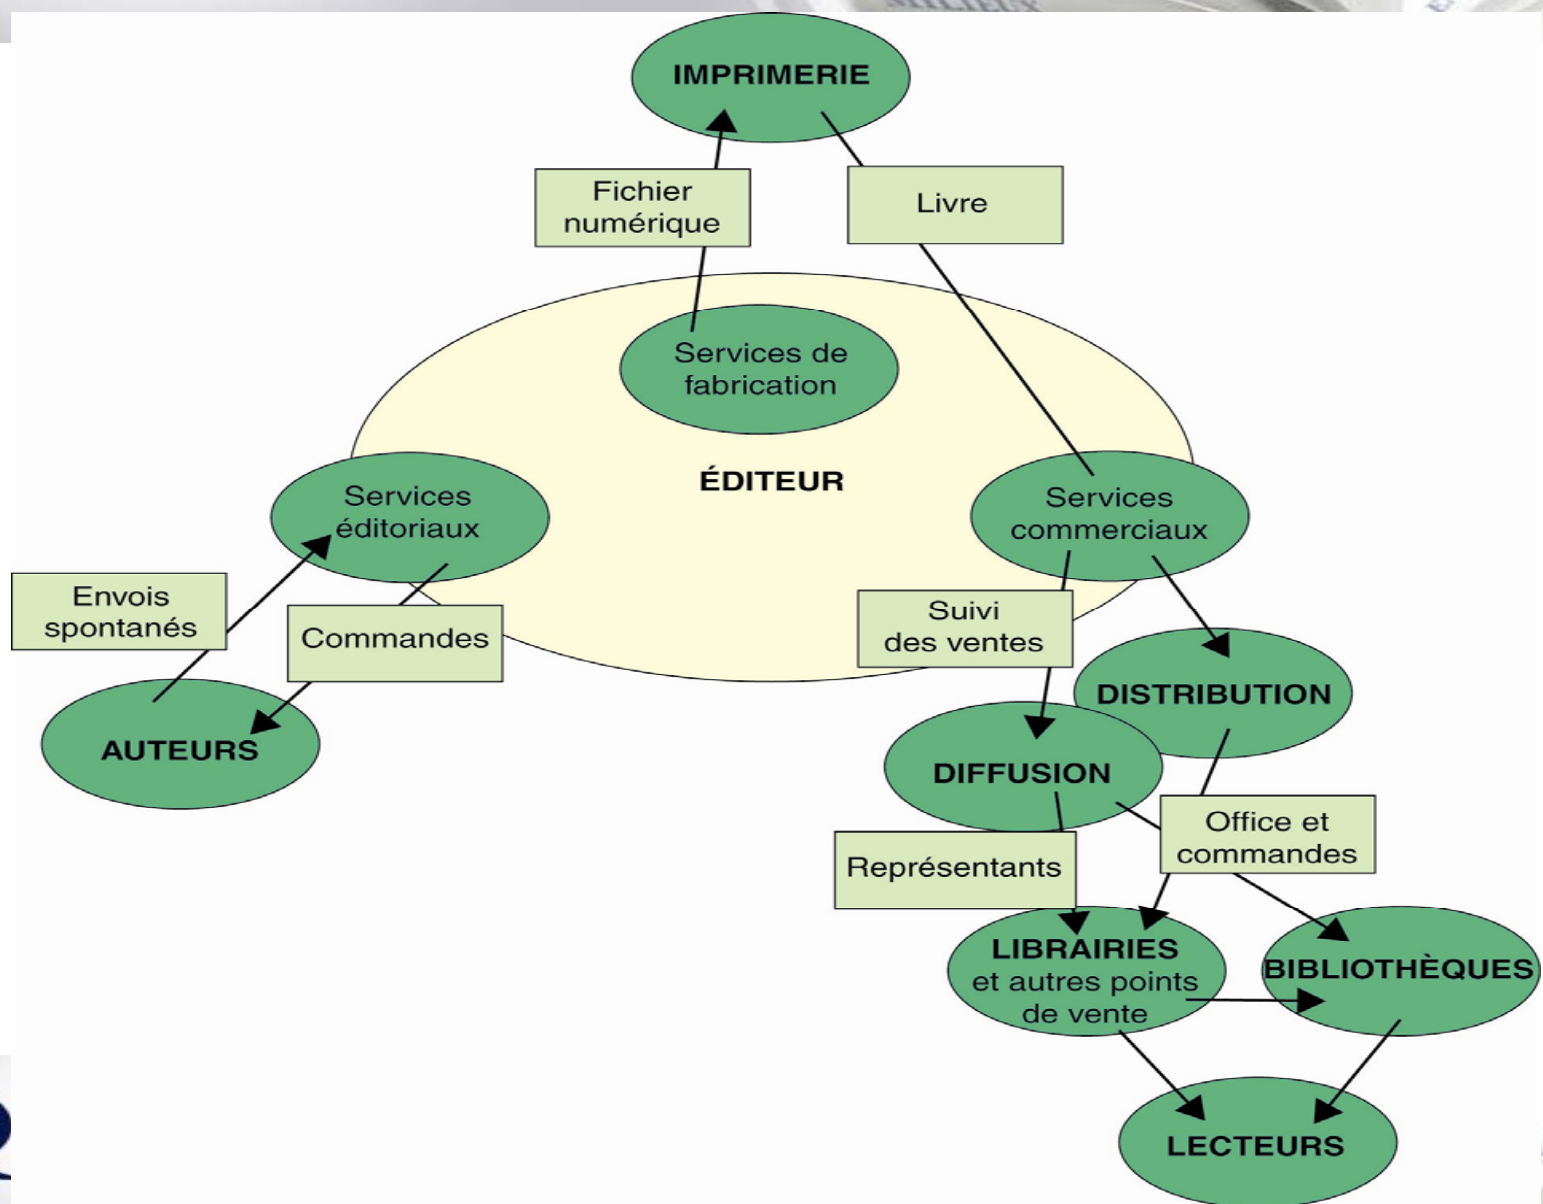 MILIEUX
IMPRIMERIE
Fichier
numérique
Livre
Services de
fabrication
ÉDITEUR
Services
éditoriaux
Services
commerciaux
Envois
spontanés
Commandes
Suivi
des ventes
AUTEURS
DISTRIBUTION
DIFFUSION
Office et
commandes
Représentants
LIBRAIRIES
et autres points
de vente
BIBLIOTHÈQUES
LECTEURS